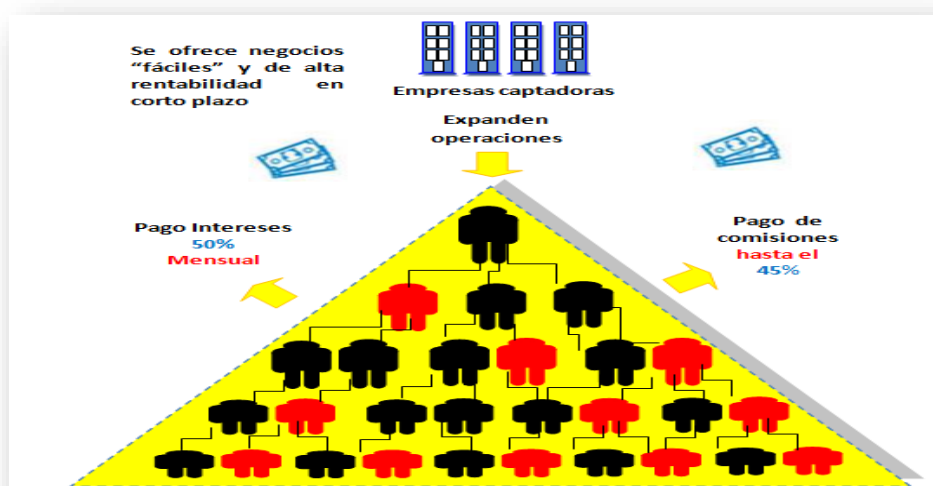 Se ofrece negocios
“fáciles” y de alta
rentabilidad en
corto plazo
Empresas captadoras
Expanden
operaciones
Pago Intereses
50%
Mensual
Pago de
comisiones
hasta el
45%